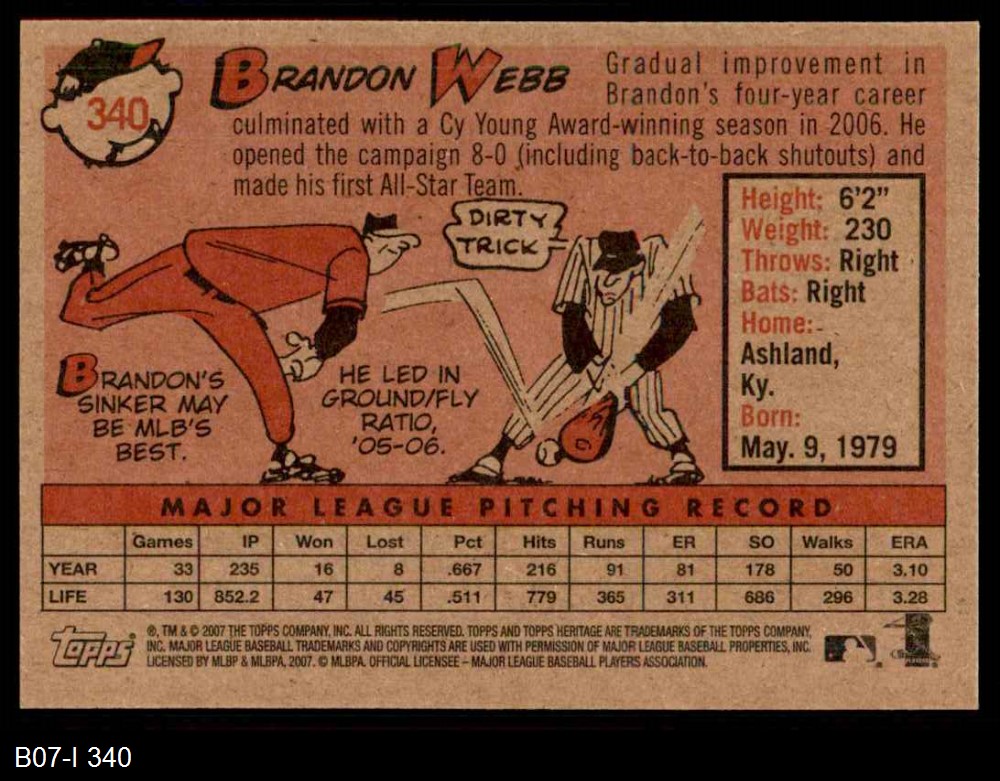 340
BRANDON WEBB
Gradual improvement in
Brandon's four-year career
culminated with a Cy Young Award-winning season in 2006. He
opened the campaign 8-0 (including back-to-back shutouts) and
made his first All-Star Team.
Height: 6'2"
Weight: 230
Throws: Right
Bats: Right
Home:
Ashland,
Ky.
Born:
May. 9, 1979
DIRTY
TRICK
BRANDON'S
SINKER MAY
BE MLB'S
BEST.
HE LED IN
GROUND/FLY
RATIO,
'05-06.
MAJOR LEAGUE PITCHING RECORD
Games IP Won Lost Pct Hits Runs ER SO Walks ERA
YEAR 33 235 16 8 .667 216 91 81 178 50 3.10
LIFE 130 852.2 47 45 .511 779 365 311 686 296 3.28
Topps
®, TM & © 2007 THE TOPPS COMPANY, INC. ALL RIGHTS RESERVED. TOPPS AND TOPPS HERITAGE ARE TRADEMARKS OF THE TOPPS COMPANY,
INC. MAJOR LEAGUE BASEBALL TRADEMARKS AND COPYRIGHTS ARE USED WITH PERMISSION OF MAJOR LEAGUE BASEBALL PROPERTIES, INC.
LICENSED BY MLBP & MLBPA, 2007. © MLBPA. OFFICIAL LICENSEE – MAJOR LEAGUE BASEBALL PLAYERS ASSOCIATION.
B07-I 340